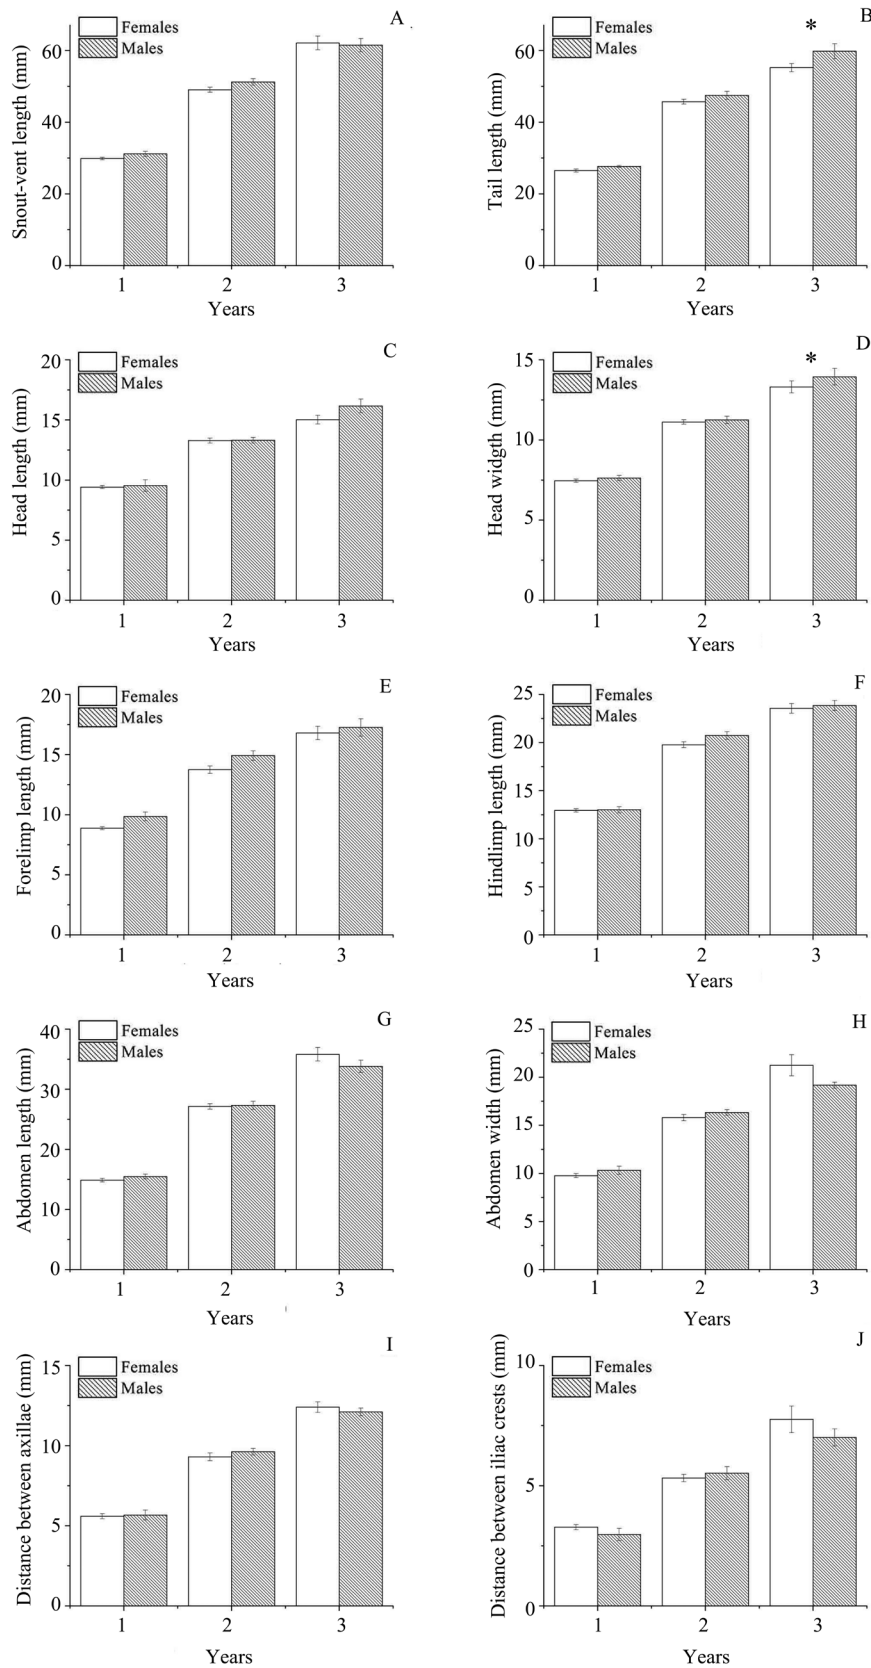 A
Females
Males
Snout-vent length (mm)
60
40
20
0
1 2 3
Years
B
*
Females
Males
Tail length (mm)
60
40
20
0
1 2 3
Years
C
Females
Males
Head length (mm)
20
15
10
5
0
1 2 3
Years
D
*
Females
Males
Head widgth (mm)
15
10
5
0
1 2 3
Years
E
Females
Males
Forelimp length (mm)
20
15
10
5
0
1 2 3
Years
F
Females
Males
Hindlimp length (mm)
25
20
15
10
5
0
1 2 3
Years
G
Females
Males
Abdomen length (mm)
40
30
20
10
0
1 2 3
Years
H
Females
Males
Abdomen width (mm)
25
20
15
10
5
0
1 2 3
Years
I
Females
Males
Distance between axillae (mm)
15
10
5
0
1 2 3
Years
J
Females
Males
Distance between iliac crests (mm)
10
5
0
1 2 3
Years